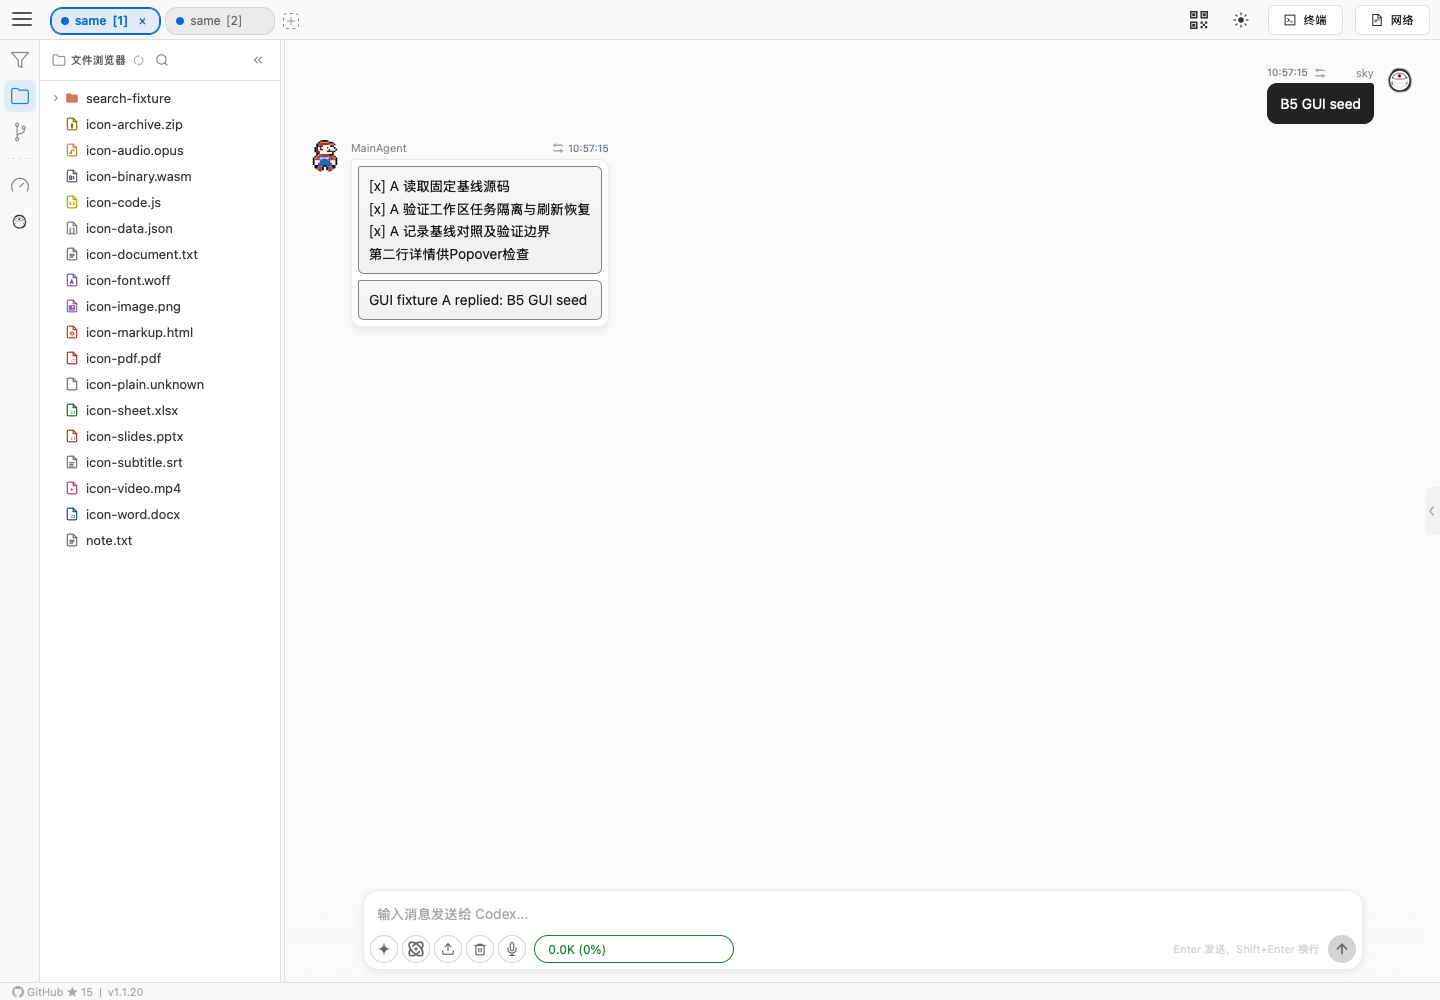 same [1] ×
same [2]
终端
网络
文件浏览器
search-fixture
icon-archive.zip
icon-audio.opus
icon-binary.wasm
icon-code.js
icon-data.json
icon-document.txt
icon-font.woff
icon-image.png
icon-markup.html
icon-pdf.pdf
icon-plain.unknown
icon-sheet.xlsx
icon-slides.pptx
icon-subtitle.srt
icon-video.mp4
icon-word.docx
note.txt
10:57:15 sky
B5 GUI seed
MainAgent 10:57:15
[x] A 读取固定基线源码
[x] A 验证工作区任务隔离与刷新恢复
[x] A 记录基线对照及验证边界
第二行详情供Popover检查
GUI fixture A replied: B5 GUI seed
输入消息发送给 Codex...
0.0K (0%)
Enter 发送，Shift+Enter 换行
GitHub ★ 15 | v1.1.20